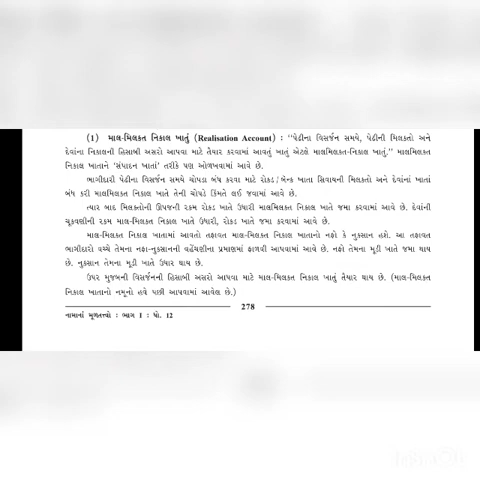 (1) માલ-મિલકત નિકાલ ખાતું (Realisation Account) : "પેઢીના વિસર્જન સમયે, પેઢીની મિલકતો અને
દેવાંના નિકાલની હિસાબી અસરો આપવા માટે તૈયાર કરવામાં આવતું ખાતું એટલે માલમિલકત-નિકાલ ખાતું." માલમિલકત
નિકાલ ખાતાને 'સંપાદન ખાતાં' તરીકે પણ ઓળખવામાં આવે છે.
ભાગીદારી પેઢીના વિસર્જન સમયે ચોપડા બંધ કરવા માટે રોકડ/બૅન્ક ખાતા સિવાયની મિલકતો અને દેવાંનાં ખાતાં
બંધ કરી માલમિલકત નિકાલ ખાતે તેની ચોપડે કિંમતે લઈ જવામાં આવે છે.
ત્યાર બાદ મિલકતોની ઊપજની રકમ રોકડ ખાતે ઉધારી માલમિલકત નિકાલ ખાતે જમા કરવામાં આવે છે. દેવાંની
ચૂકવણીની રકમ માલ-મિલકત નિકાલ ખાતે ઉધારી, રોકડ ખાતે જમા કરવામાં આવે છે.
માલ-મિલકત નિકાલ ખાતામાં આવતો તફાવત માલ-મિલકત નિકાલ ખાતાનો નફો કે નુકસાન હશે. આ તફાવત
ભાગીદારો વચ્ચે તેમના નફા-નુકસાનની વહેંચણીના પ્રમાણમાં ફાળવી આપવામાં આવે છે. નફો તેમના મૂડી ખાતે જમા થાય
છે. નુકસાન તેમના મૂડી ખાતે ઉધાર થાય છે.
ઉપર મુજબની વિસર્જનની હિસાબી અસરો આપવા માટે માલ-મિલકત નિકાલ ખાતું તૈયાર થાય છે. (માલ-મિલકત
નિકાલ ખાતાનો નમૂનો હવે પછી આપવામાં આવેલ છે.)
278
નામાનાં મૂળતત્ત્વો : ભાગ I : ધો. 12